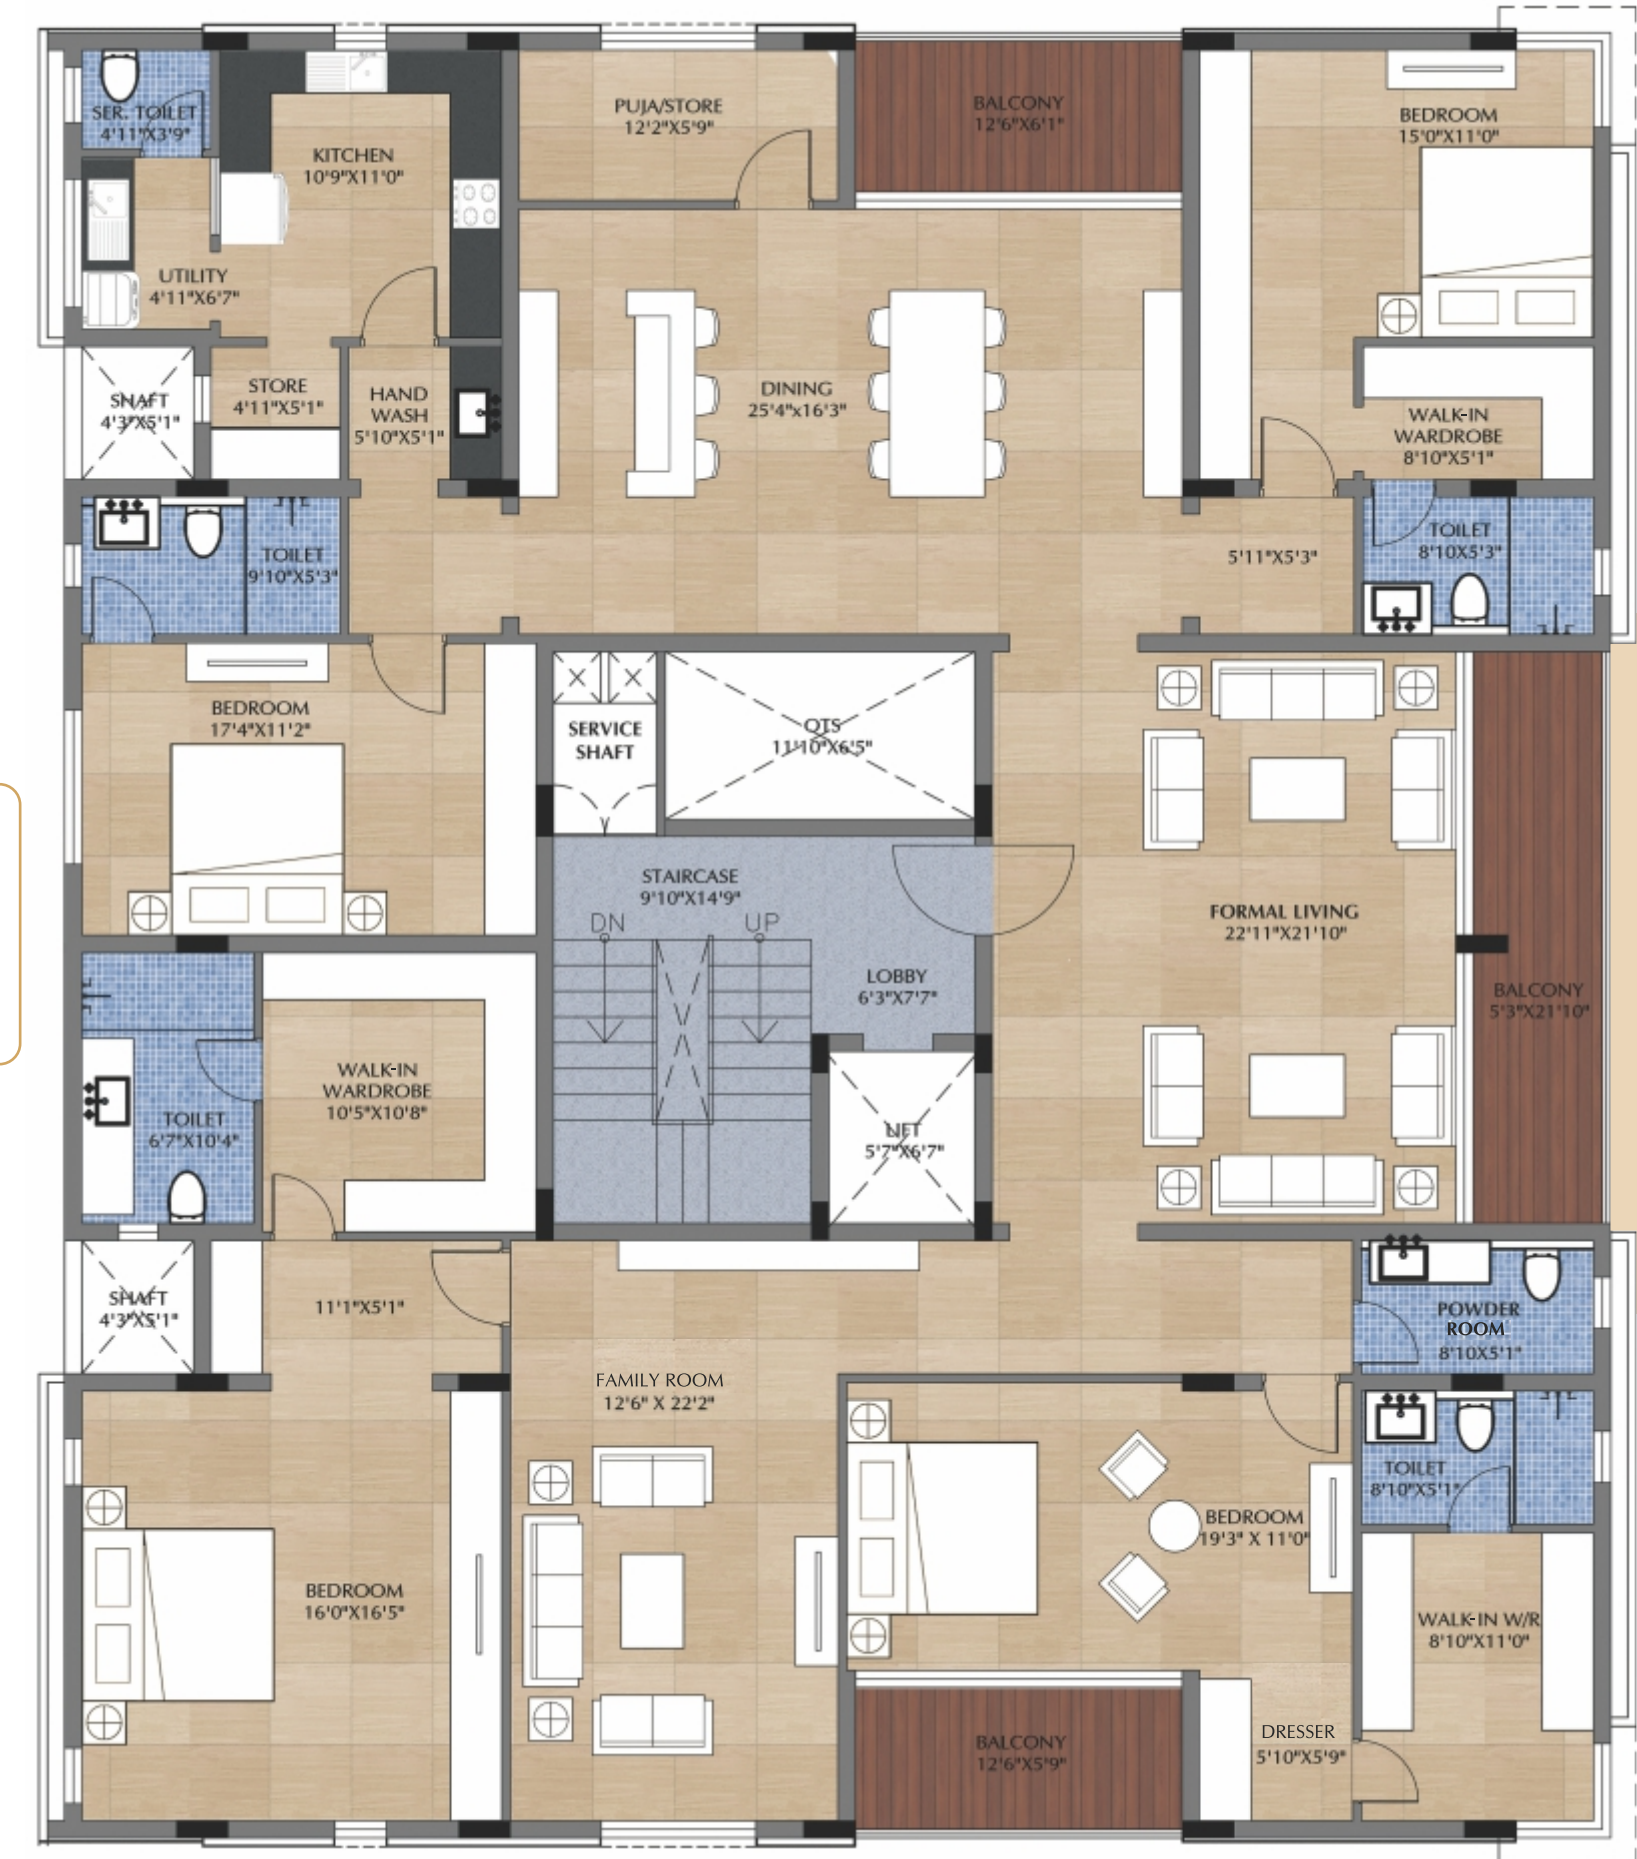 SER. TOILET
4'11"X3'9"
KITCHEN
10'9"X11'0"
PUJA/STORE
12'2"X5'9"
BALCONY
12'6"X6'1"
BEDROOM
15'0"X11'0"
UTILITY
4'11"X6'7"
SHAFT
4'3"X5'1"
STORE
4'11"X5'1"
HAND
WASH
5'10"X5'1"
DINING
25'4"x16'3"
WALK-IN
WARDROBE
8'10"X5'1"
TOILET
9'10"X5'3"
5'11"X5'3"
TOILET
8'10X5'3"
BEDROOM
17'4"X11'2"
SERVICE
SHAFT
OTS
11'10"X6'5"
STAIRCASE
9'10"X14'9"
DN
UP
LOBBY
6'3"X7'7"
FORMAL LIVING
22'11"X21'10"
BALCONY
5'3"X21'10"
WALK-IN
WARDROBE
10'5"X10'8"
TOILET
6'7"X10'4"
LIFT
5'7"X6'7"
SHAFT
4'3"X5'1"
11'1"X5'1"
POWDER
ROOM
8'10X5'1"
FAMILY ROOM
12'6" X 22'2"
TOILET
8'10"X5'1"
BEDROOM
19'3" X 11'0"
BEDROOM
16'0"X16'5"
WALK-IN W/R
8'10"X11'0"
BALCONY
12'6"X5'9"
DRESSER
5'10"X5'9"